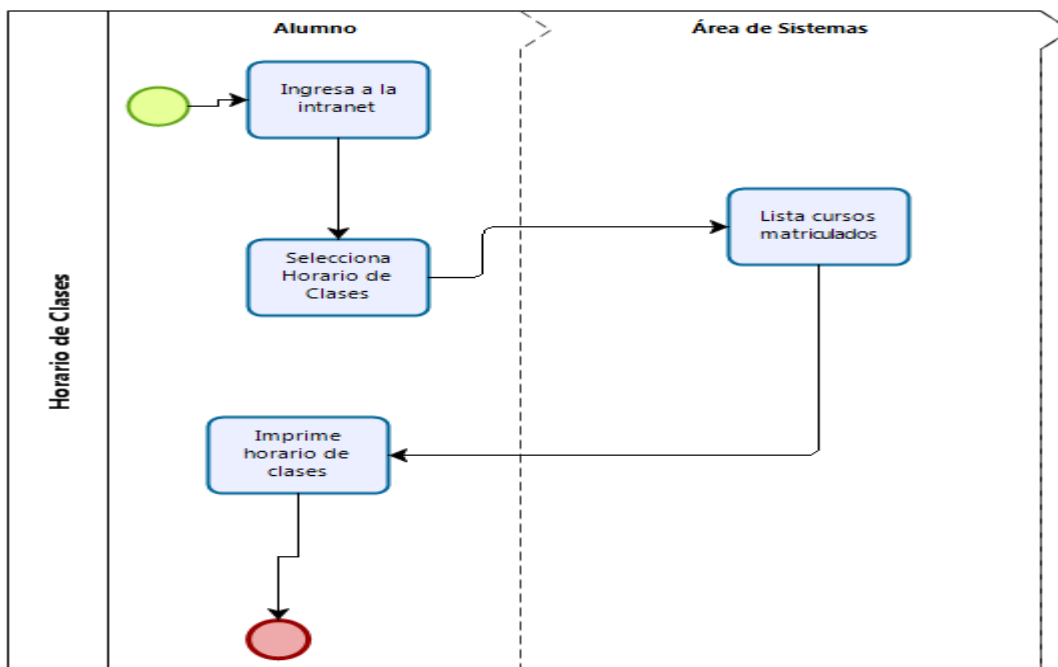 Alumno
Área de Sistemas
Horario de Clases
Ingresa a la
intranet
Selecciona
Horario de
Clases
Lista cursos
matriculados
Imprime
horario de
clases